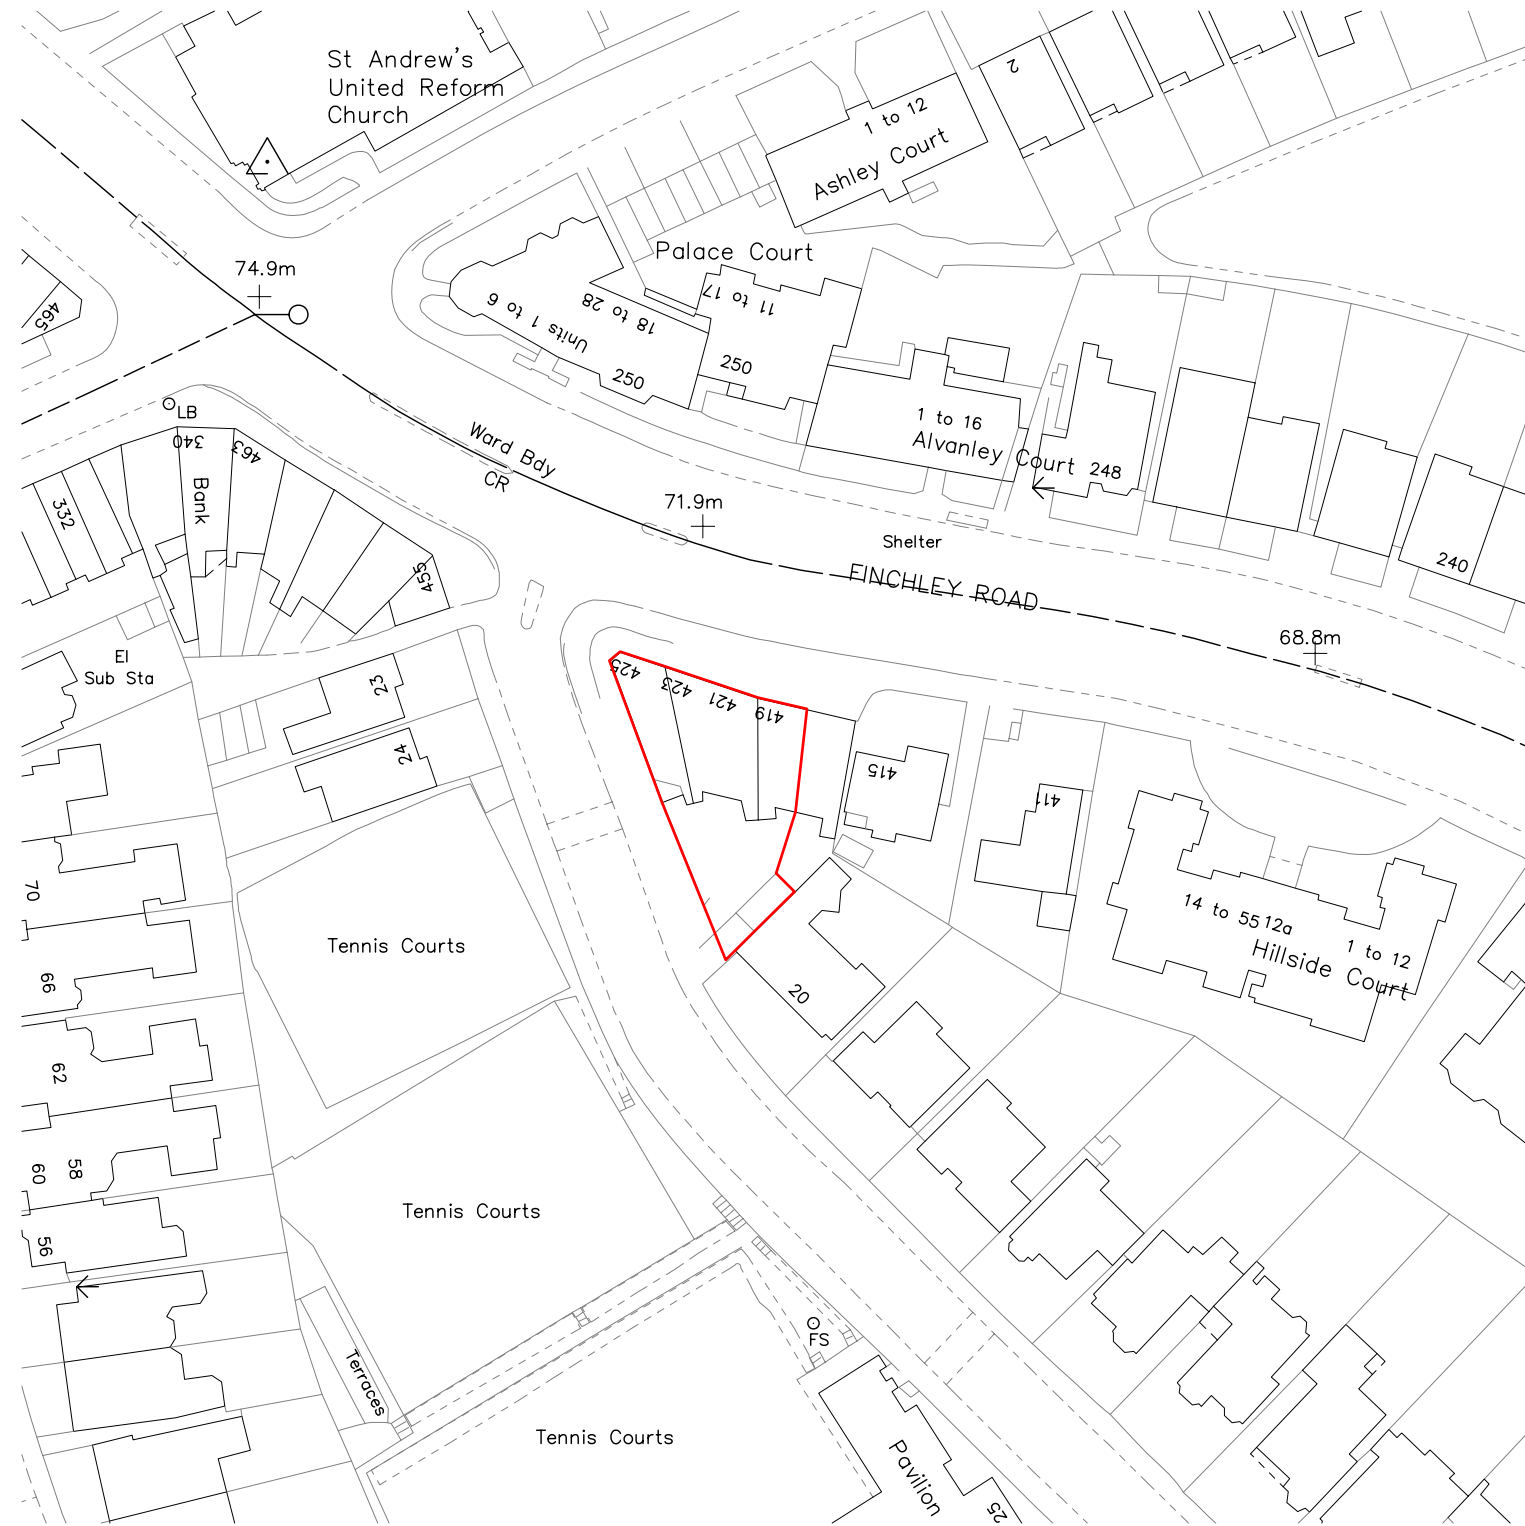 St Andrew's
United Reform
Church
2
1 to 12
Ashley Court
Palace Court
74.9m
465
Units 1 to 6
18 to 28
11 to 17
250
250
LB
340
463
Bank
332
455
Ward Bdy
CR
71.9m
1 to 16
Alvanley Court
248
240
Shelter
FINCHLEY ROAD
68.8m
El
Sub Sta
23
24
425
423
421
419
415
411
14 to 55
12a
1 to 12
Hillside Court
20
70
66
62
60
58
56
Tennis Courts
Tennis Courts
Tennis Courts
Terraces
FS
Pavilion
25